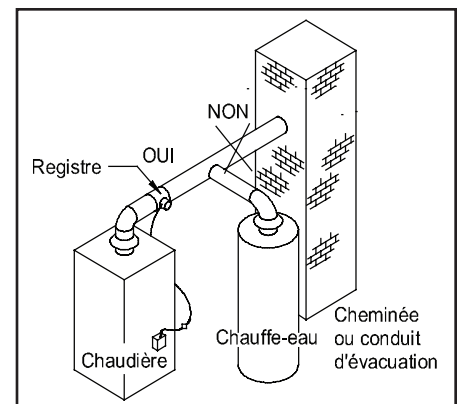 NON
OUI
Registre
Chaudière
Chauffe-eau
Cheminée
ou conduit
d'évacuation